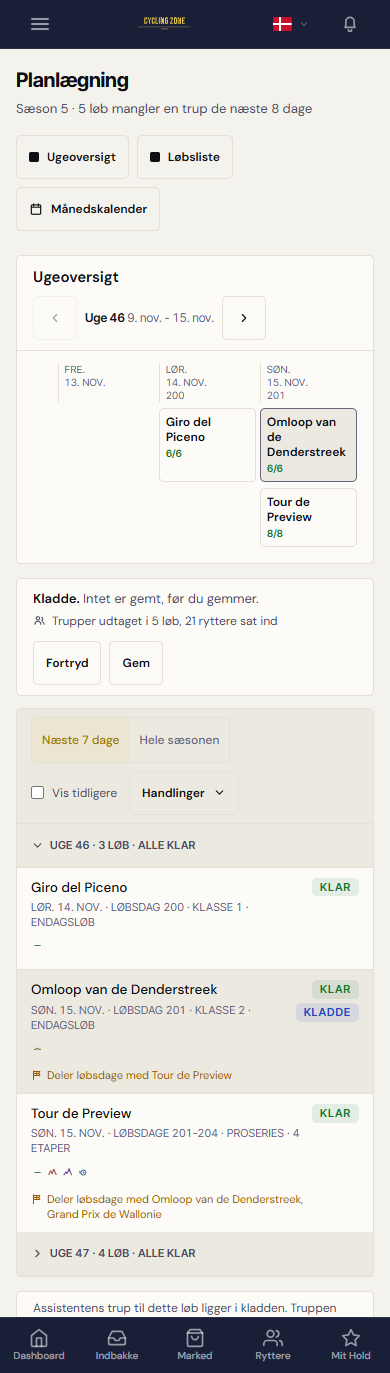 CYCLING ZONE
Planlægning
Sæson 5 · 5 løb mangler en trup de næste 8 dage
Ugeoversigt
Løbsliste
Månedskalender
Ugeoversigt
Uge 46 9. nov. - 15. nov.
FRE.
13. NOV.
LØR.
14. NOV.
200
SØN.
15. NOV.
201
Giro del
Piceno
6/6
Omloop van
de
Denderstreek
6/6
Tour de
Preview
8/8
Kladde. Intet er gemt, før du gemmer.
Trupper udtaget i 5 løb, 21 ryttere sat ind
Fortryd
Gem
Næste 7 dage
Hele sæsonen
Vis tidligere
Handlinger
UGE 46 · 3 LØB · ALLE KLAR
Giro del Piceno
KLAR
LØR. 14. NOV. · LØBSDAG 200 · KLASSE 1 ·
ENDAGSLØB
Omloop van de Denderstreek
KLAR
SØN. 15. NOV. · LØBSDAG 201 · KLASSE 2 ·
ENDAGSLØB
KLADDE
Deler løbsdage med Tour de Preview
Tour de Preview
KLAR
SØN. 15. NOV. · LØBSDAGE 201-204 · PROSERIES · 4
ETAPER
Deler løbsdage med Omloop van de Denderstreek,
Grand Prix de Wallonie
UGE 47 · 4 LØB · ALLE KLAR
Assistentens trup til dette løb ligger i kladden. Truppen
Dashboard
Indbakke
Marked
Ryttere
Mit Hold